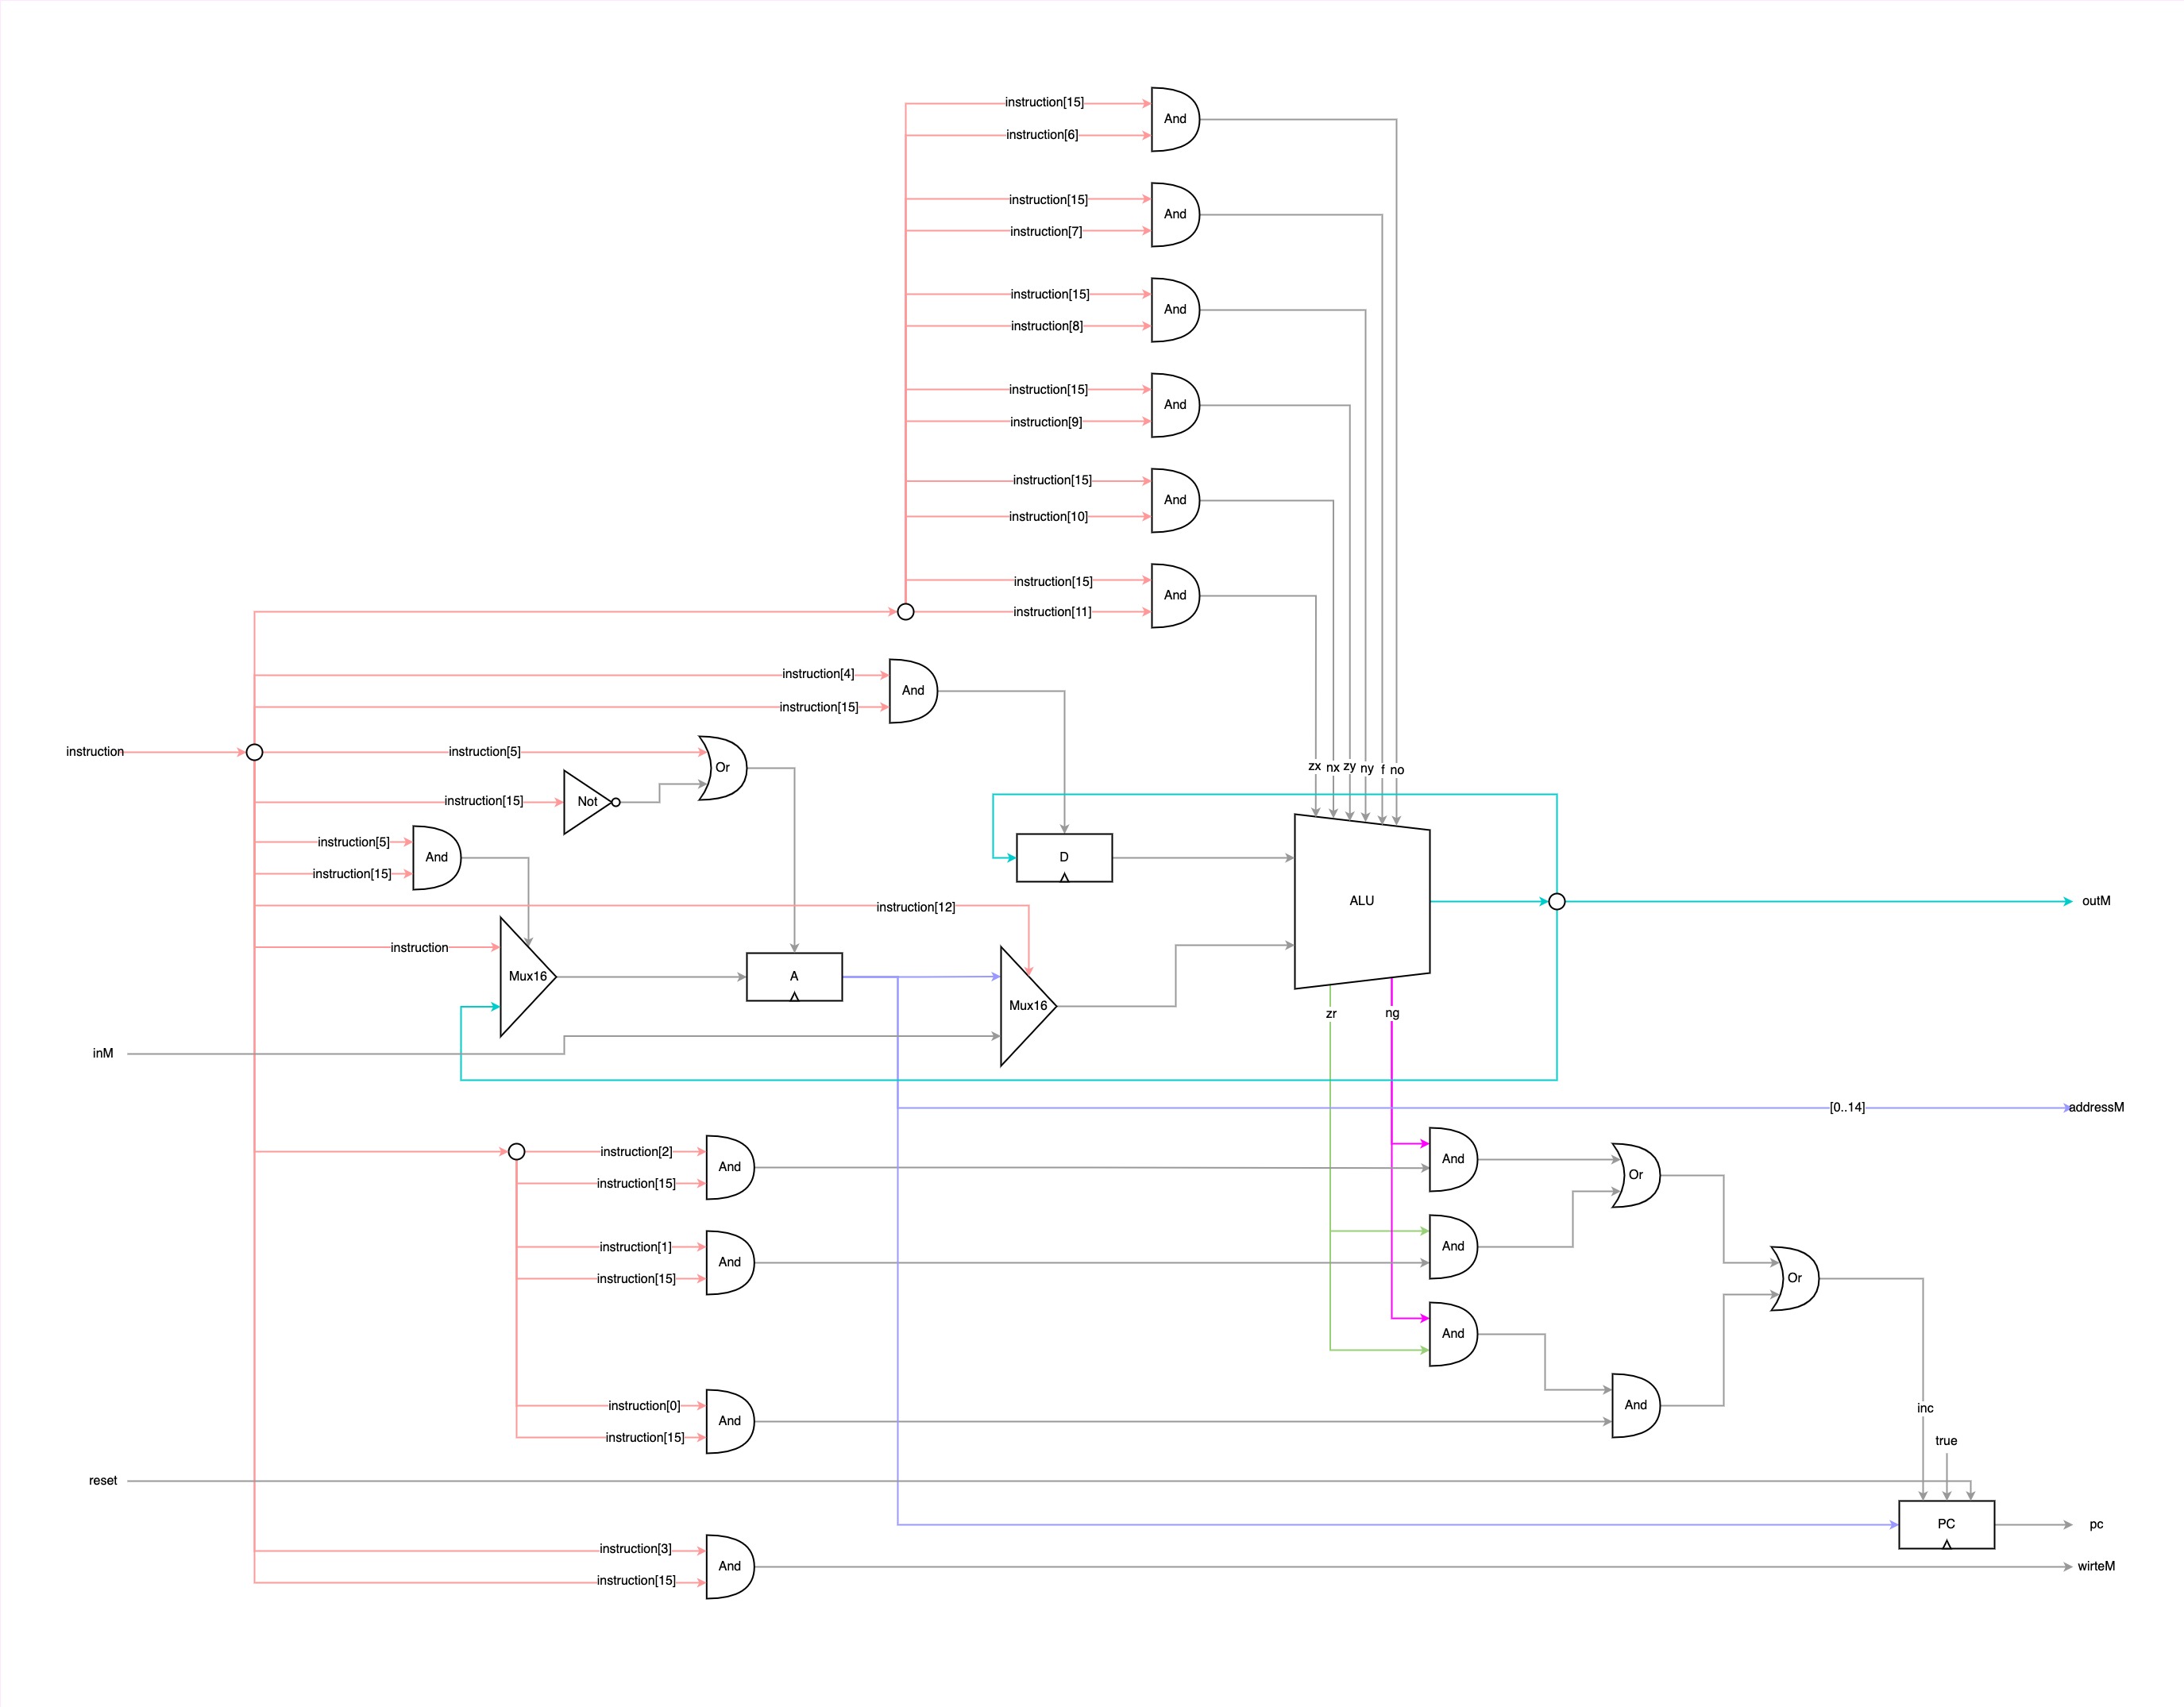 instruction[15]
And
instruction[6]
instruction[15]
And
instruction[7]
instruction[15]
And
instruction[8]
instruction[15]
And
instruction[9]
instruction[15]
And
instruction[10]
instruction[15]
And
instruction[11]
instruction[4]
And
instruction[15]
instruction
instruction[5]
Or
zx nx zy ny f no
instruction[15]
Not
instruction[5]
And
instruction[15]
D
ALU
outM
instruction[12]
instruction
Mux16
A
Mux16
zr
ng
inM
[0..14]
addressM
instruction[2]
And
instruction[15]
And
Or
instruction[1]
And
instruction[15]
And
Or
And
instruction[0]
And
instruction[15]
And
inc
true
reset
PC
pc
instruction[3]
And
instruction[15]
wirteM